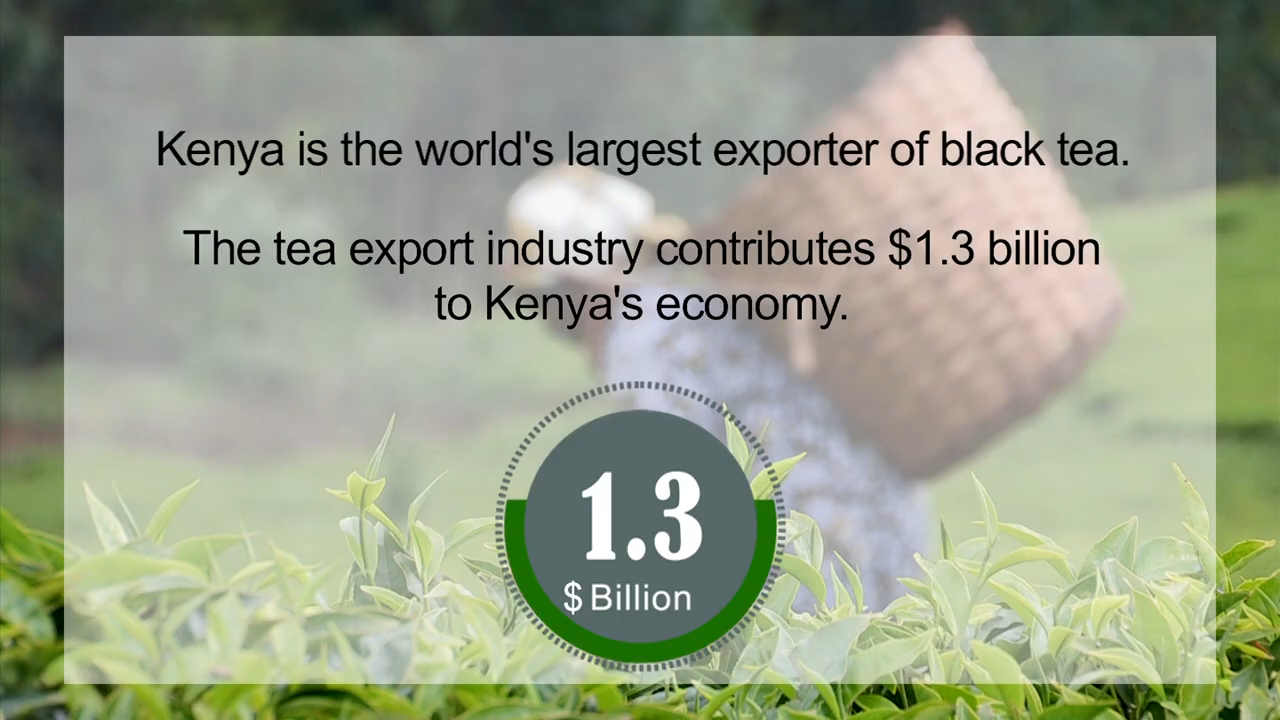 Kenya is the world's largest exporter of black tea.
The tea export industry contributes $1.3 billion
to Kenya's economy.
1.3
$ Billion